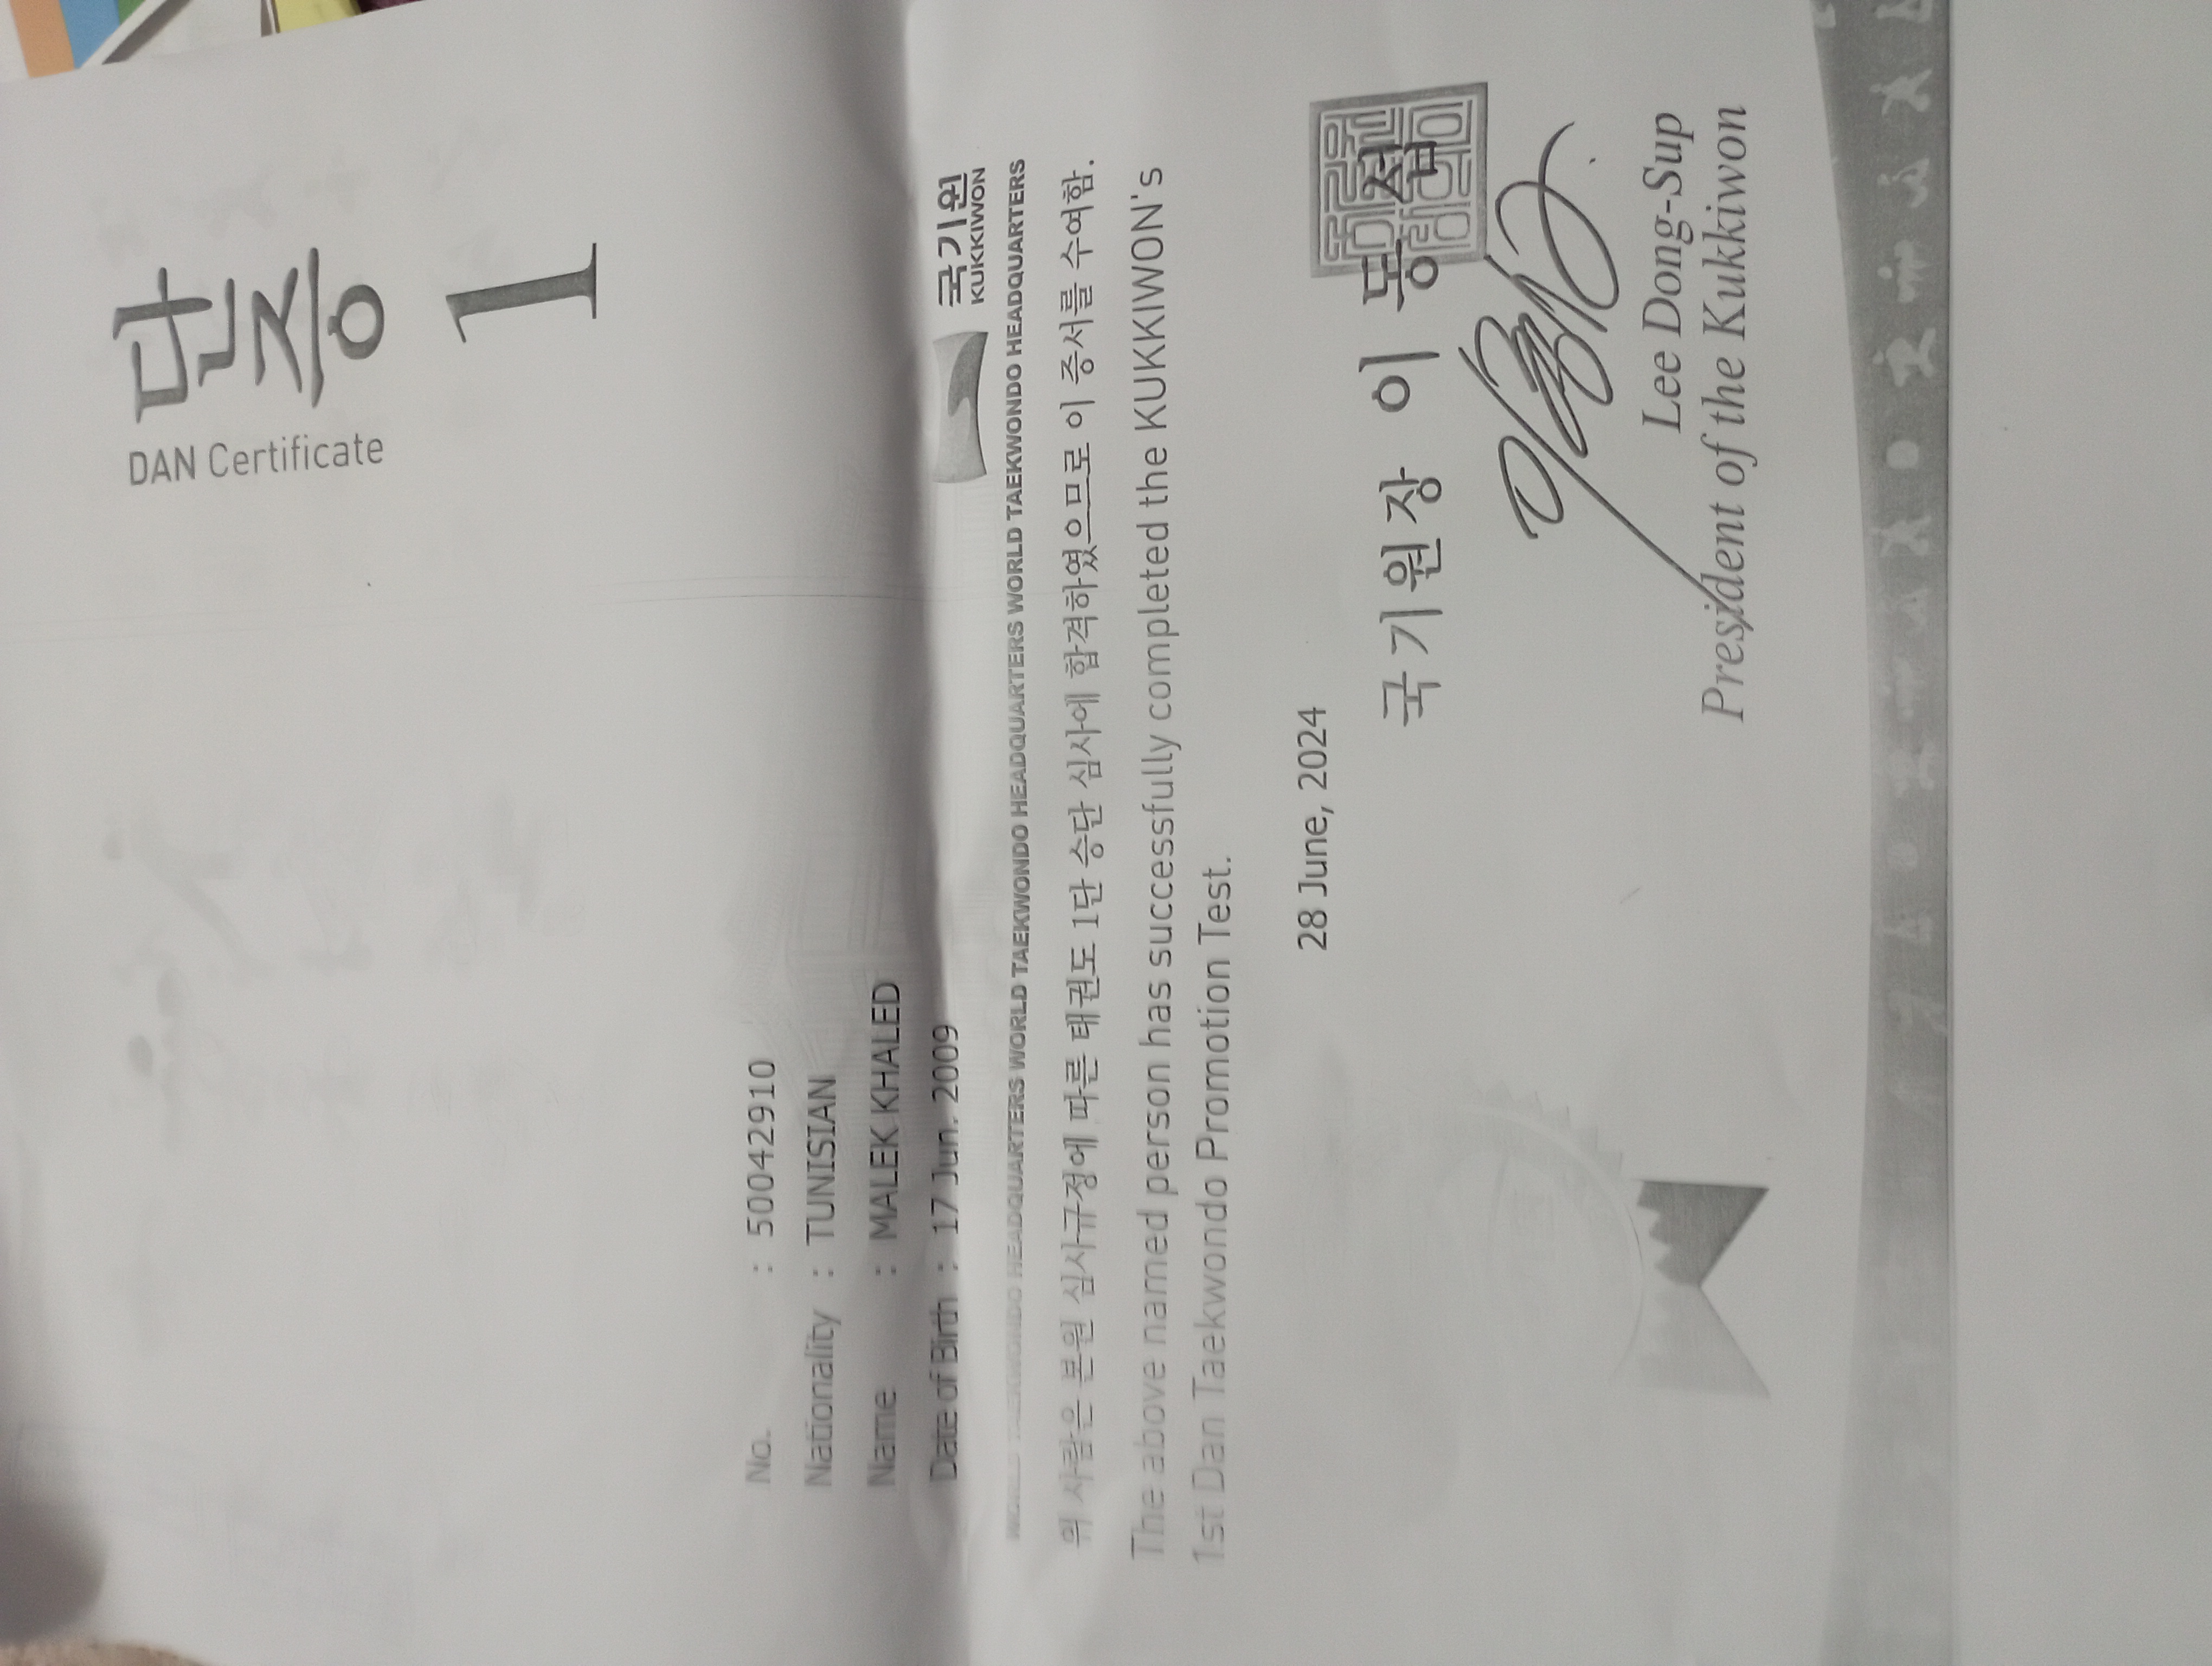 단증
DAN Certificate
1
No. : 50042910
Nationality : TUNISIAN
Name : MALEK KHALED
Date of Birth : 17 Jun. 2009
국기원
KUKKIWON
WORLD TAEKWONDO HEADQUARTERS WORLD TAEKWONDO HEADQUARTERS WORLD TAEKWONDO HEADQUARTERS WORLD TAEKWONDO HEADQUARTERS
위 사람은 본원 심사규정에 따른 태권도 1단 승단 심사에 합격하였으므로 이 증서를 수여함.
The above named person has successfully completed the KUKKIWON's
1st Dan Taekwondo Promotion Test.
28 June, 2024
국기원장 이 동 섭
Lee Dong-Sup
President of the Kukkiwon